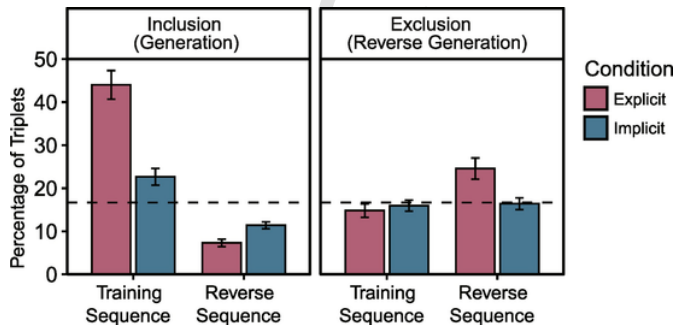 Inclusion
(Generation)
Exclusion
(Reverse Generation)
Percentage of Triplets
50
40
30
20
10
0
Training
Sequence
Reverse
Sequence
Training
Sequence
Reverse
Sequence
Condition
Explicit
Implicit